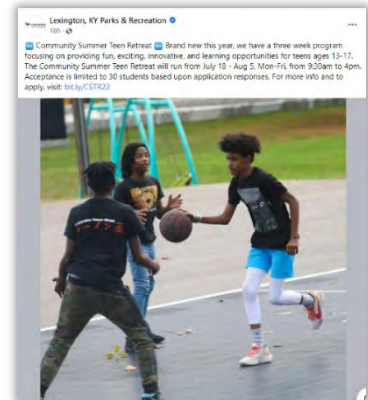 Lexington, KY Parks & Recreation
18h
Community Summer Teen Retreat Brand new this year, we have a three week program
focusing on providing fun, exciting, innovative, and learning opportunities for teens ages 13-17.
The Community Summer Teen Retreat will run from July 18 - Aug 5, Mon-Fri, from 9:30am to 4pm.
Acceptance is limited to 30 students based upon application responses. For more info and to
apply, visit: bit.ly/CSTR22